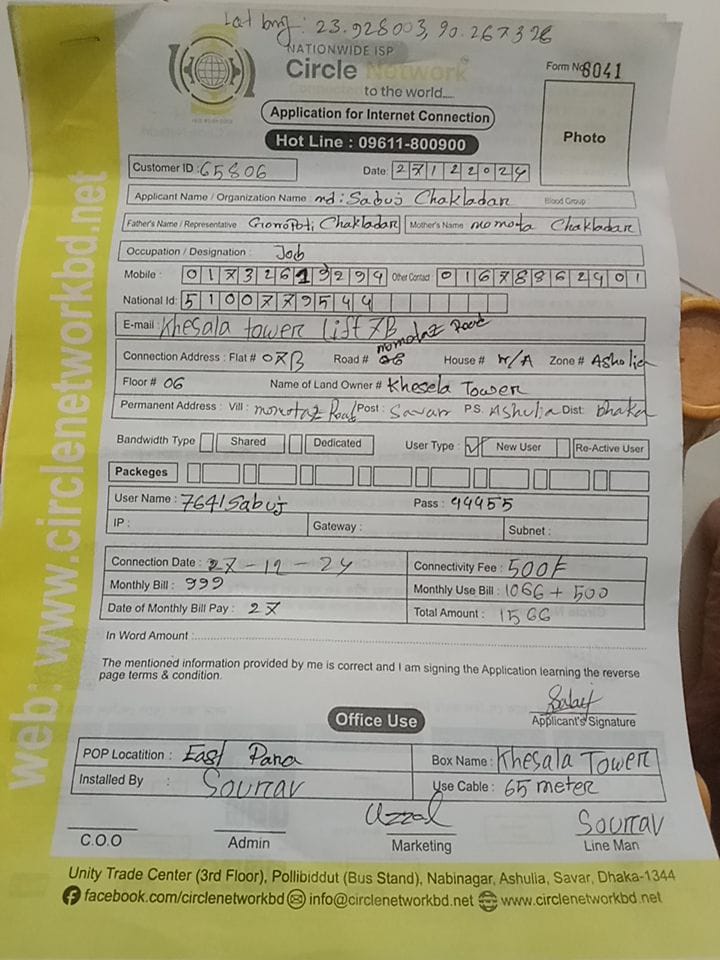 Lat long: 23.928003, 90.267326
NATIONWIDE ISP
Circle Network
to the world.....
Form No 6041
Application for Internet Connection
Hot Line : 09611-800900
Photo
Customer ID : 65806 Date: 27122024
Applicant Name / Organization Name md: Sabuj Chakladar Blood Group
Father's Name / Representative Chakladar Mother's Name momota Chakladar
Occupation / Designation : Job
Mobile : 01732619299 Other Contact 01678862401
National Id: 5100779544
E-mail : Khesala tower lift 7B
Connection Address : Flat # 07B Road # momotaz Road House # N/A Zone # Ashulia
Floor # 06 Name of Land Owner # Khesela Tower
Permanent Address : Vill : momotaz Road Post : Savar P.S. Ashulia Dist: Dhaka
Bandwidth Type Shared Dedicated User Type : New User Re-Active User
Packeges
User Name : 7641Sabuj Pass : 44455
IP : Gateway : Subnet :
Connection Date : 27-12-24 Connectivity Fee : 500/
Monthly Bill : 999 Monthly Use Bill : 1066 + 500
Date of Monthly Bill Pay : 27 Total Amount : 1566
In Word Amount :
The mentioned information provided by me is correct and I am signing the Application learning the reverse
page terms & condition.
Applicant's Signature
Office Use
POP Locatition : East Para Box Name : Khesala Tower
Installed By : Sourav Use Cable : 65 meter
Uzzal Sourav
C.O.O Admin Marketing Line Man
Unity Trade Center (3rd Floor), Pollibiddut (Bus Stand), Nabinagar, Ashulia, Savar, Dhaka-1344
facebook.com/circlenetworkbd info@circlenetworkbd.net www.circlenetworkbd.net
web: www.circlenetworkbd.net